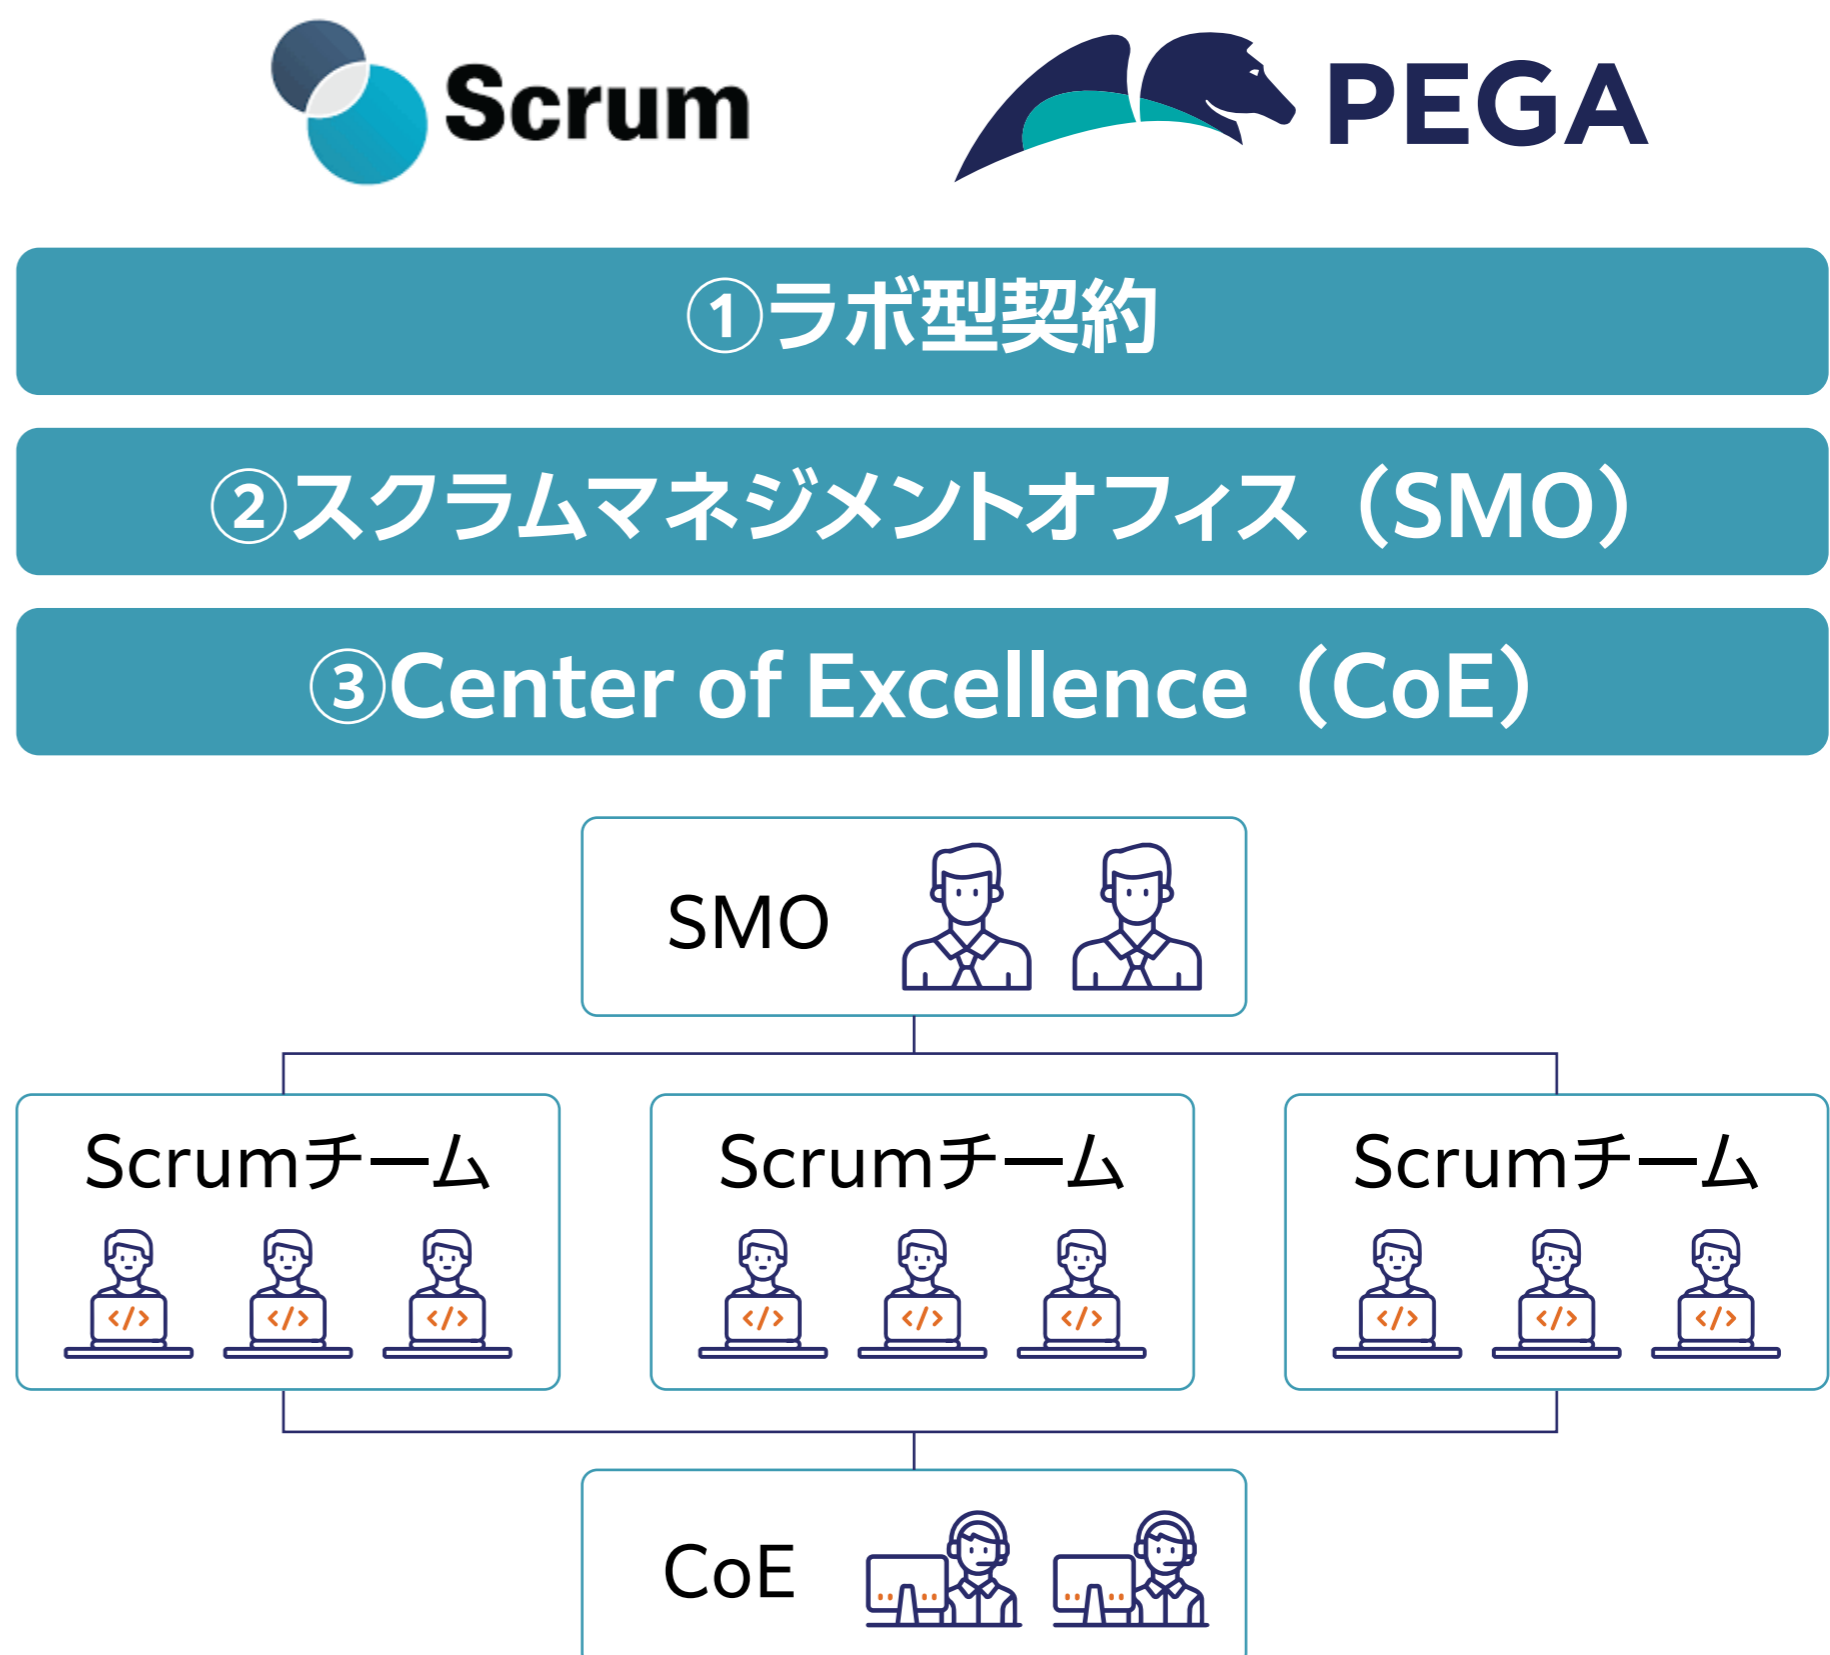 Scrum
PEGA
①ラボ型契約
②スクラムマネジメントオフィス（SMO）
③Center of Excellence（CoE）
SMO
Scrumチーム
Scrumチーム
Scrumチーム
</>
</>
</>
</>
</>
</>
</>
</>
</>
CoE